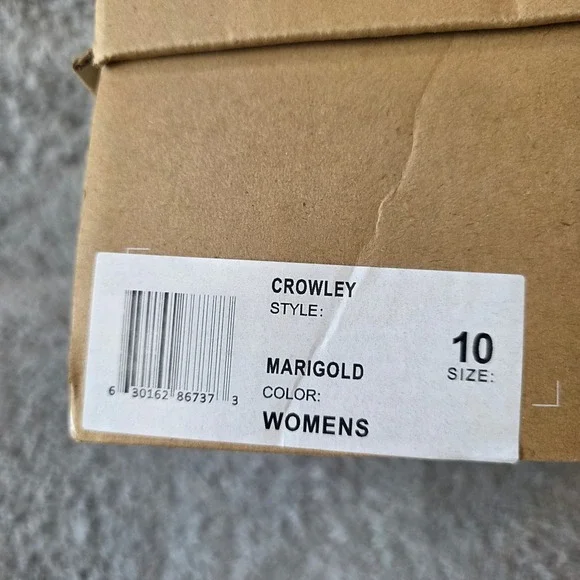 CROWLEY
STYLE:
10
SIZE:
MARIGOLD
COLOR:
WOMENS
6 30162 86737 3